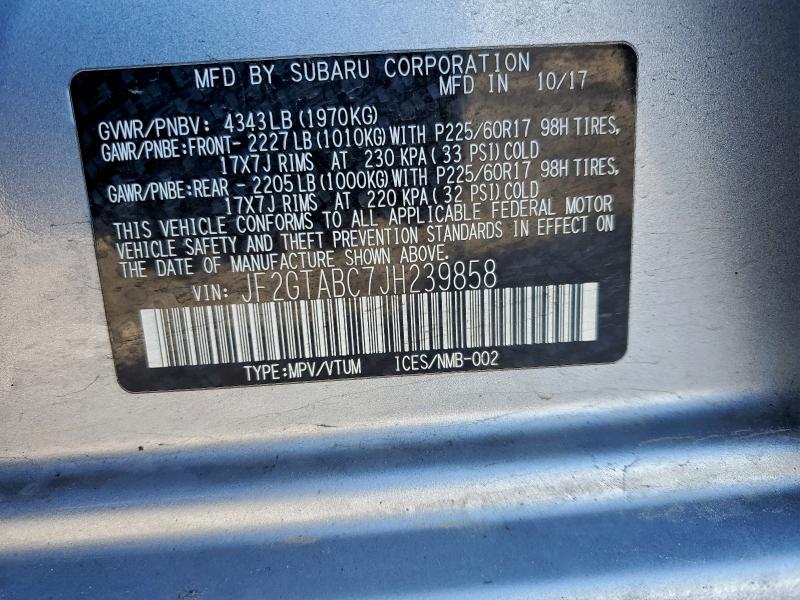 MFD BY SUBARU CORPORATION
MFD IN 10/17
GVWR/PNBV: 4343LB (1970KG)
GAWR/PNBE:FRONT- 2227LB (1010KG) WITH P225/60R17 98H TIRES,
17X7J RIMS AT 230 KPA ( 33 PSI) COLD
GAWR/PNBE:REAR - 2205LB (1000KG) WITH P225/60R17 98H TIRES,
17X7J RIMS AT 220 KPA ( 32 PSI) COLD
THIS VEHICLE CONFORMS TO ALL APPLICABLE FEDERAL MOTOR
VEHICLE SAFETY AND THEFT PREVENTION STANDARDS IN EFFECT ON
THE DATE OF MANUFACTURE SHOWN ABOVE.
VIN: JF2GTABC7JH239858
TYPE:MPV/VTUM ICES/NMB-002